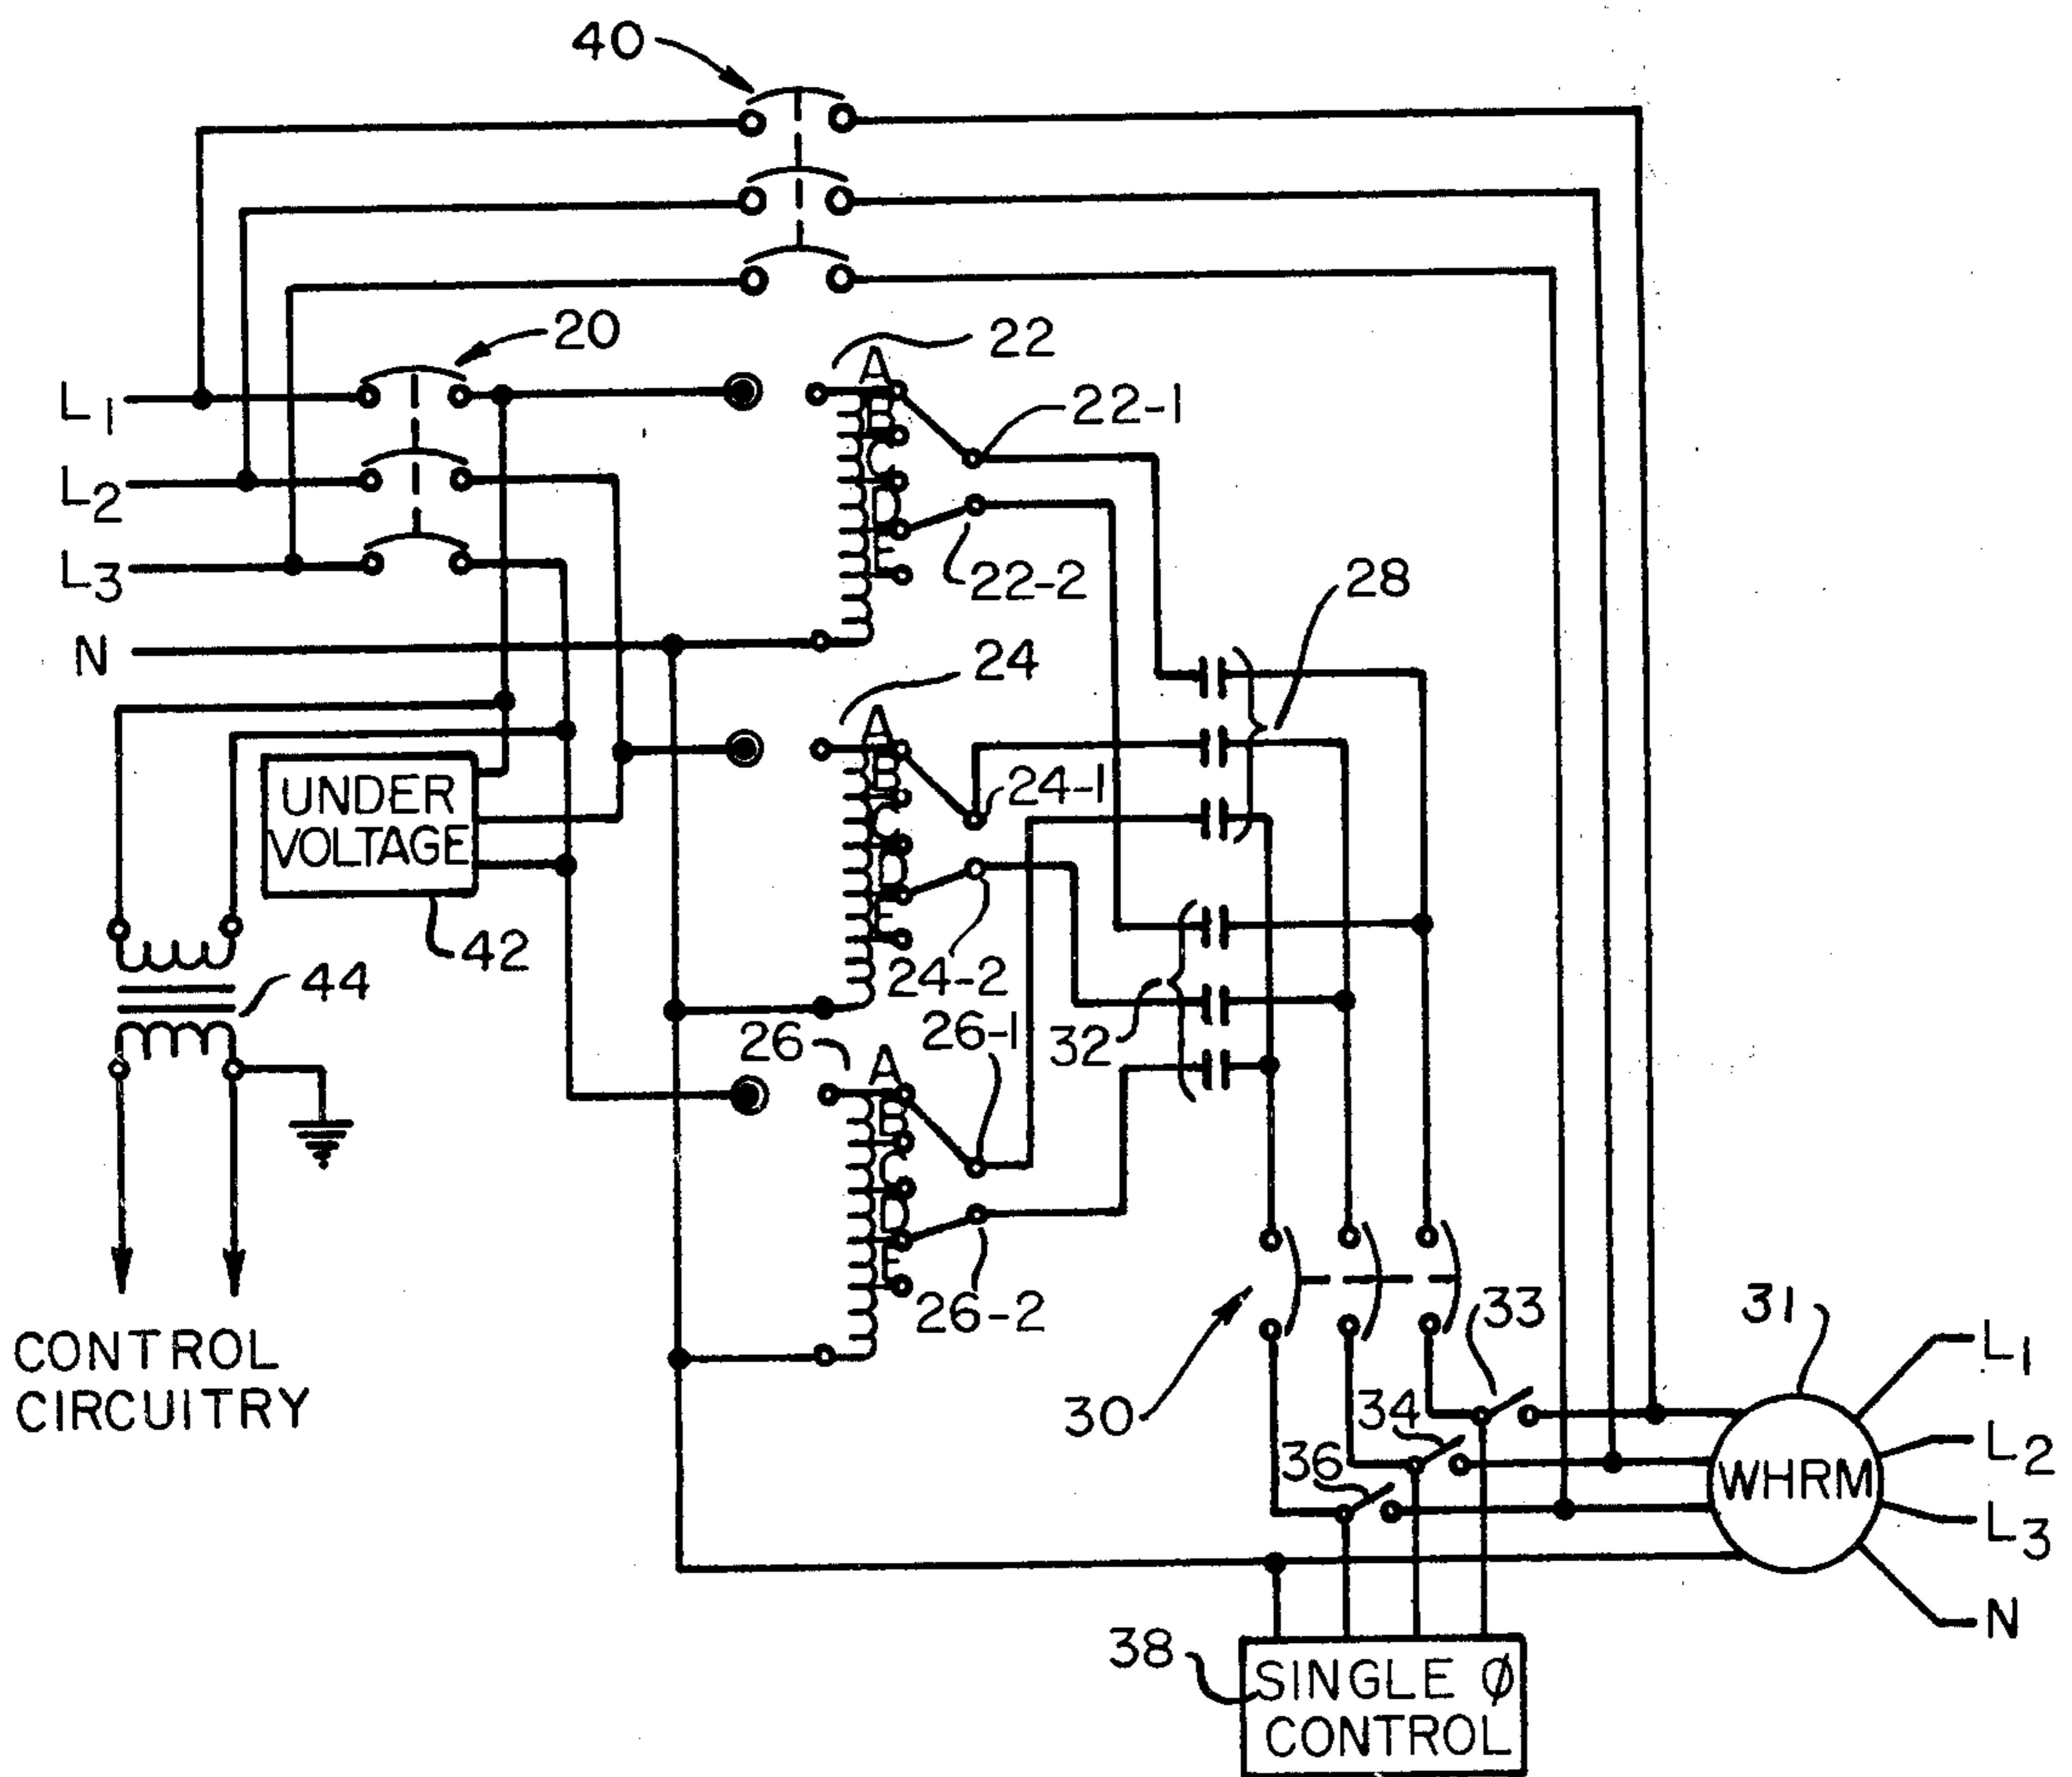 40
20
22
A
L1
B
22-1
C
L2
D
22-2
L3
E
28
N
24
A
B
24-1
UNDER
VOLTAGE
C
D
E
42
24-2
44
26
26-1
32
A
B
C
D
E
26-2
33
31
L1
CONTROL
CIRCUITRY
30
34
L2
36
WHRM
L3
N
38
SINGLE Ø
CONTROL